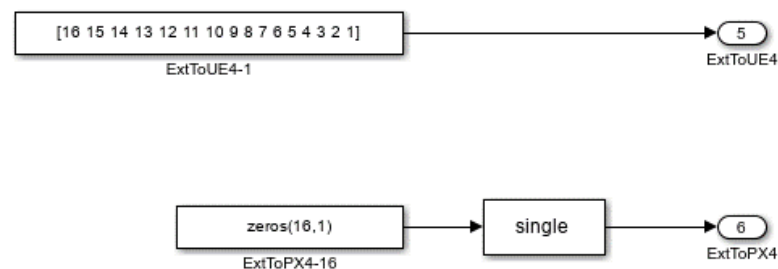 [16 15 14 13 12 11 10 9 8 7 6 5 4 3 2 1]
5
ExtToUE4-1
ExtToUE4
zeros(16,1)
single
6
ExtToPX4-16
ExtToPX4